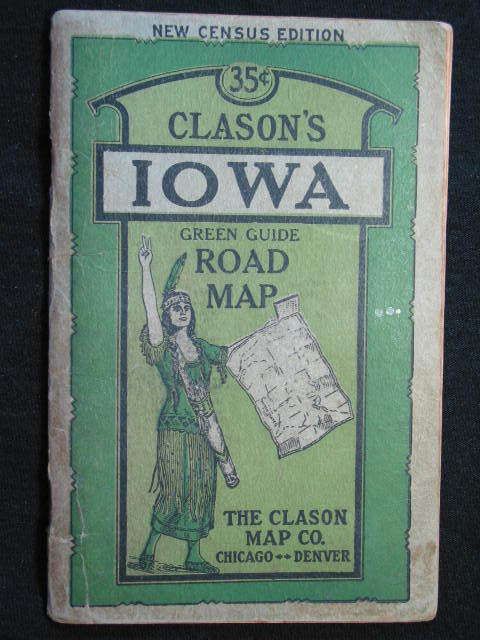 NEW CENSUS EDITION
35¢
CLASON'S
IOWA
GREEN GUIDE
ROAD
MAP
THE CLASON
MAP CO.
CHICAGO ↔ DENVER